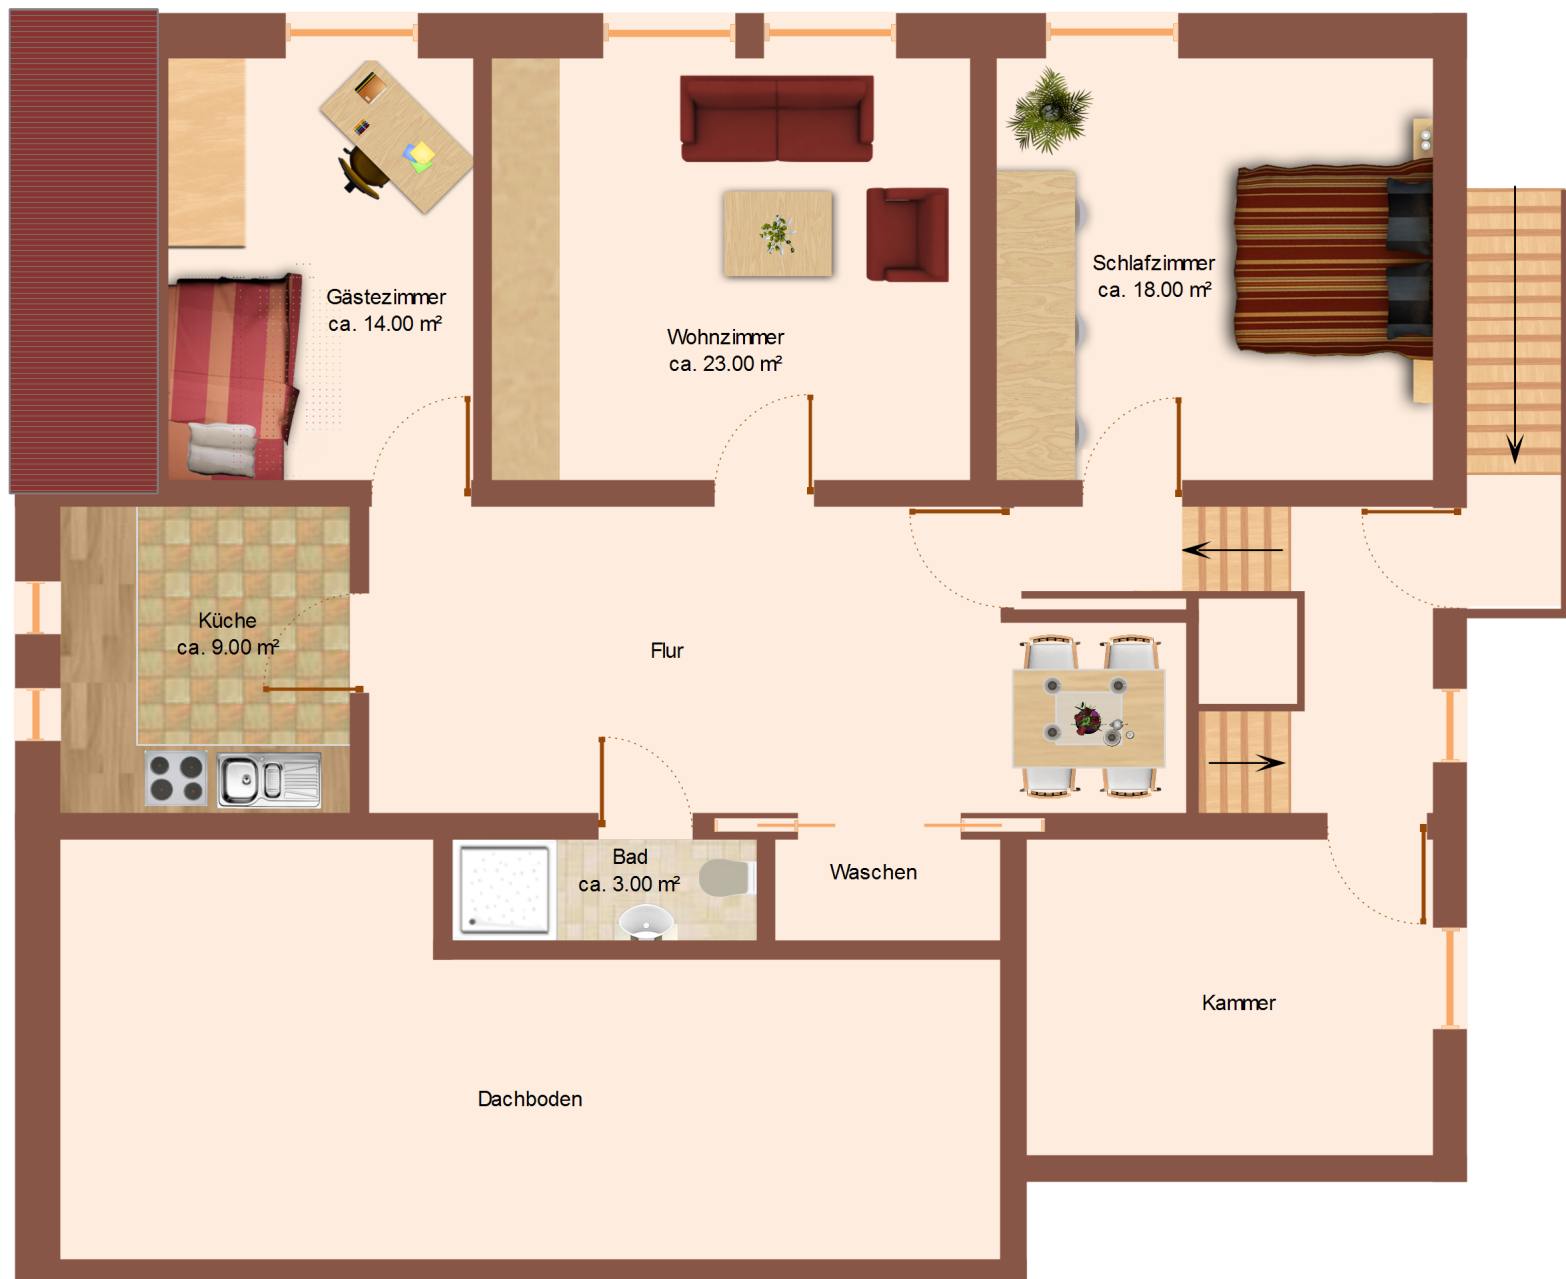 Gästezimmer
ca. 14.00 m²
Wohnzimmer
ca. 23.00 m²
Schlafzimmer
ca. 18.00 m²
Küche
ca. 9.00 m²
Flur
Bad
ca. 3.00 m²
Waschen
Kammer
Dachboden